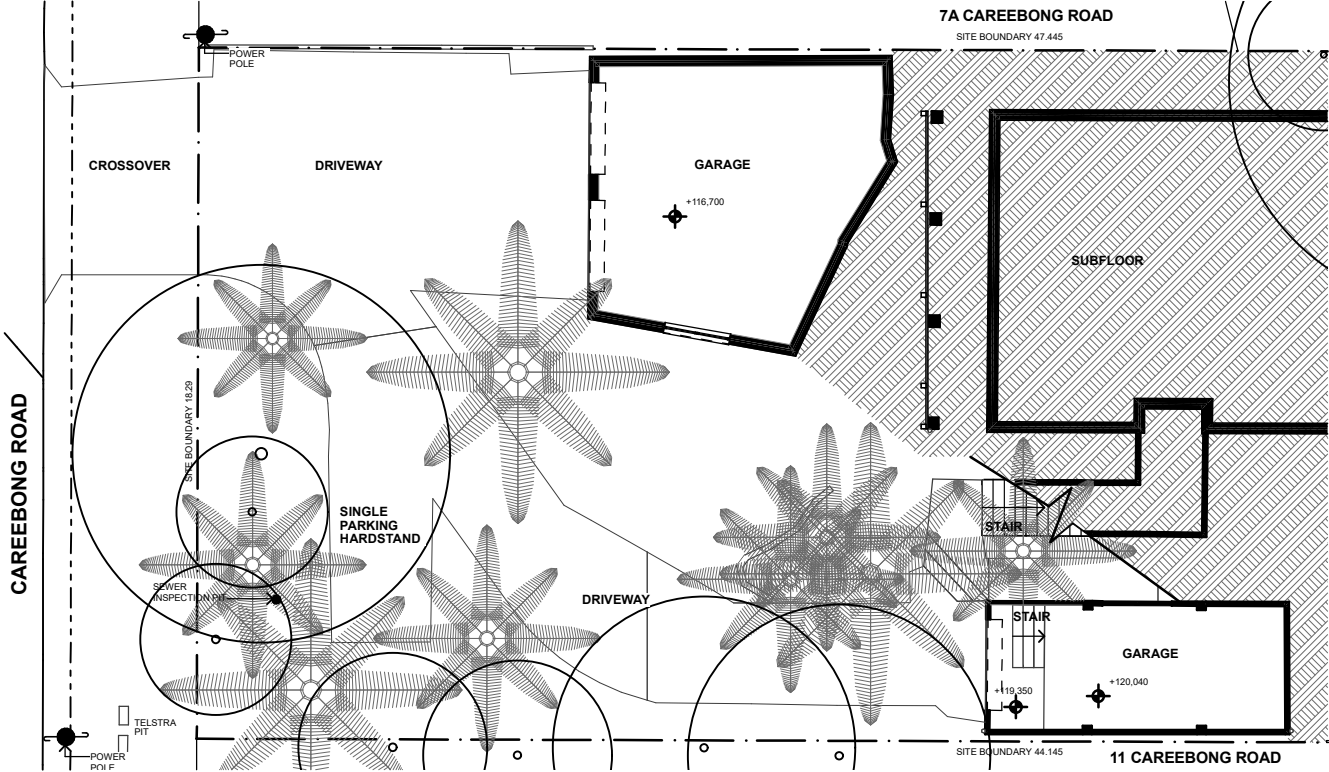 7A CAREEBONG ROAD
SITE BOUNDARY 47.445
POWER
POLE
CROSSOVER
DRIVEWAY
GARAGE
+116,700
SUBFLOOR
CAREEBONG ROAD
SITE BOUNDARY 18.29
SINGLE
PARKING
HARDSTAND
STAIR
SEWER
INSPECTION PIT
DRIVEWAY
STAIR
GARAGE
+119,350
+120,040
TELSTRA
PIT
POWER
POLE
SITE BOUNDARY 44.145
11 CAREEBONG ROAD